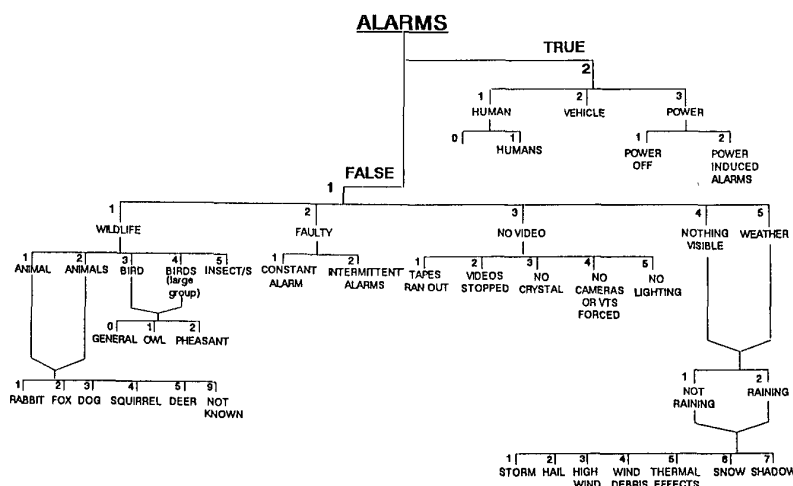 ALARMS
TRUE
2
1 2 3
HUMAN VEHICLE POWER
0 1 1 2
HUMANS POWER OFF POWER INDUCED ALARMS
FALSE
1
1 2 3 4 5
WILDLIFE FAULTY NO VIDEO NOTHING VISIBLE WEATHER
1 2 3 4 5 1 2 1 2 3 4 5
ANIMAL ANIMALS BIRD BIRDS (large group) INSECT/S CONSTANT ALARM INTERMITTENT ALARMS TAPES RAN OUT VIDEOS STOPPED NO CRYSTAL NO CAMERAS OR VTS FORCED NO LIGHTING
0 1 2
GENERAL OWL PHEASANT
1 2 3 4 5 9
RABBIT FOX DOG SQUIRREL DEER NOT KNOWN
1 2
NOT RAINING RAINING
1 2 3 4 5 6 7
STORM HAIL HIGH WIND WIND DEBRIS THERMAL EFFECTS SNOW SHADOW